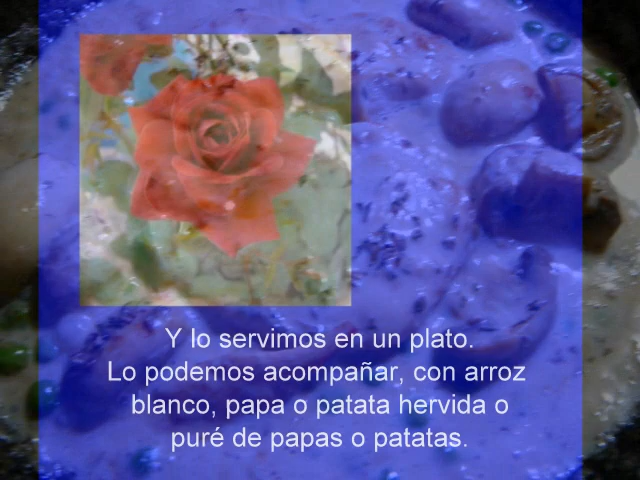 Y lo servimos en un plato.
Lo podemos acompañar, con arroz
blanco, papa o patata hervida o
puré de papas o patatas.